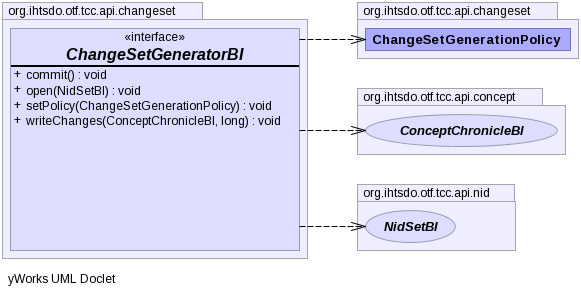 org.ihtsdo.otf.tcc.api.changeset
«interface»
ChangeSetGeneratorBI
+ commit() : void
+ open(NidSetBI) : void
+ setPolicy(ChangeSetGenerationPolicy) : void
+ writeChanges(ConceptChronicleBI, long) : void
org.ihtsdo.otf.tcc.api.changeset
ChangeSetGenerationPolicy
org.ihtsdo.otf.tcc.api.concept
ConceptChronicleBI
org.ihtsdo.otf.tcc.api.nid
NidSetBI
yWorks UML Doclet